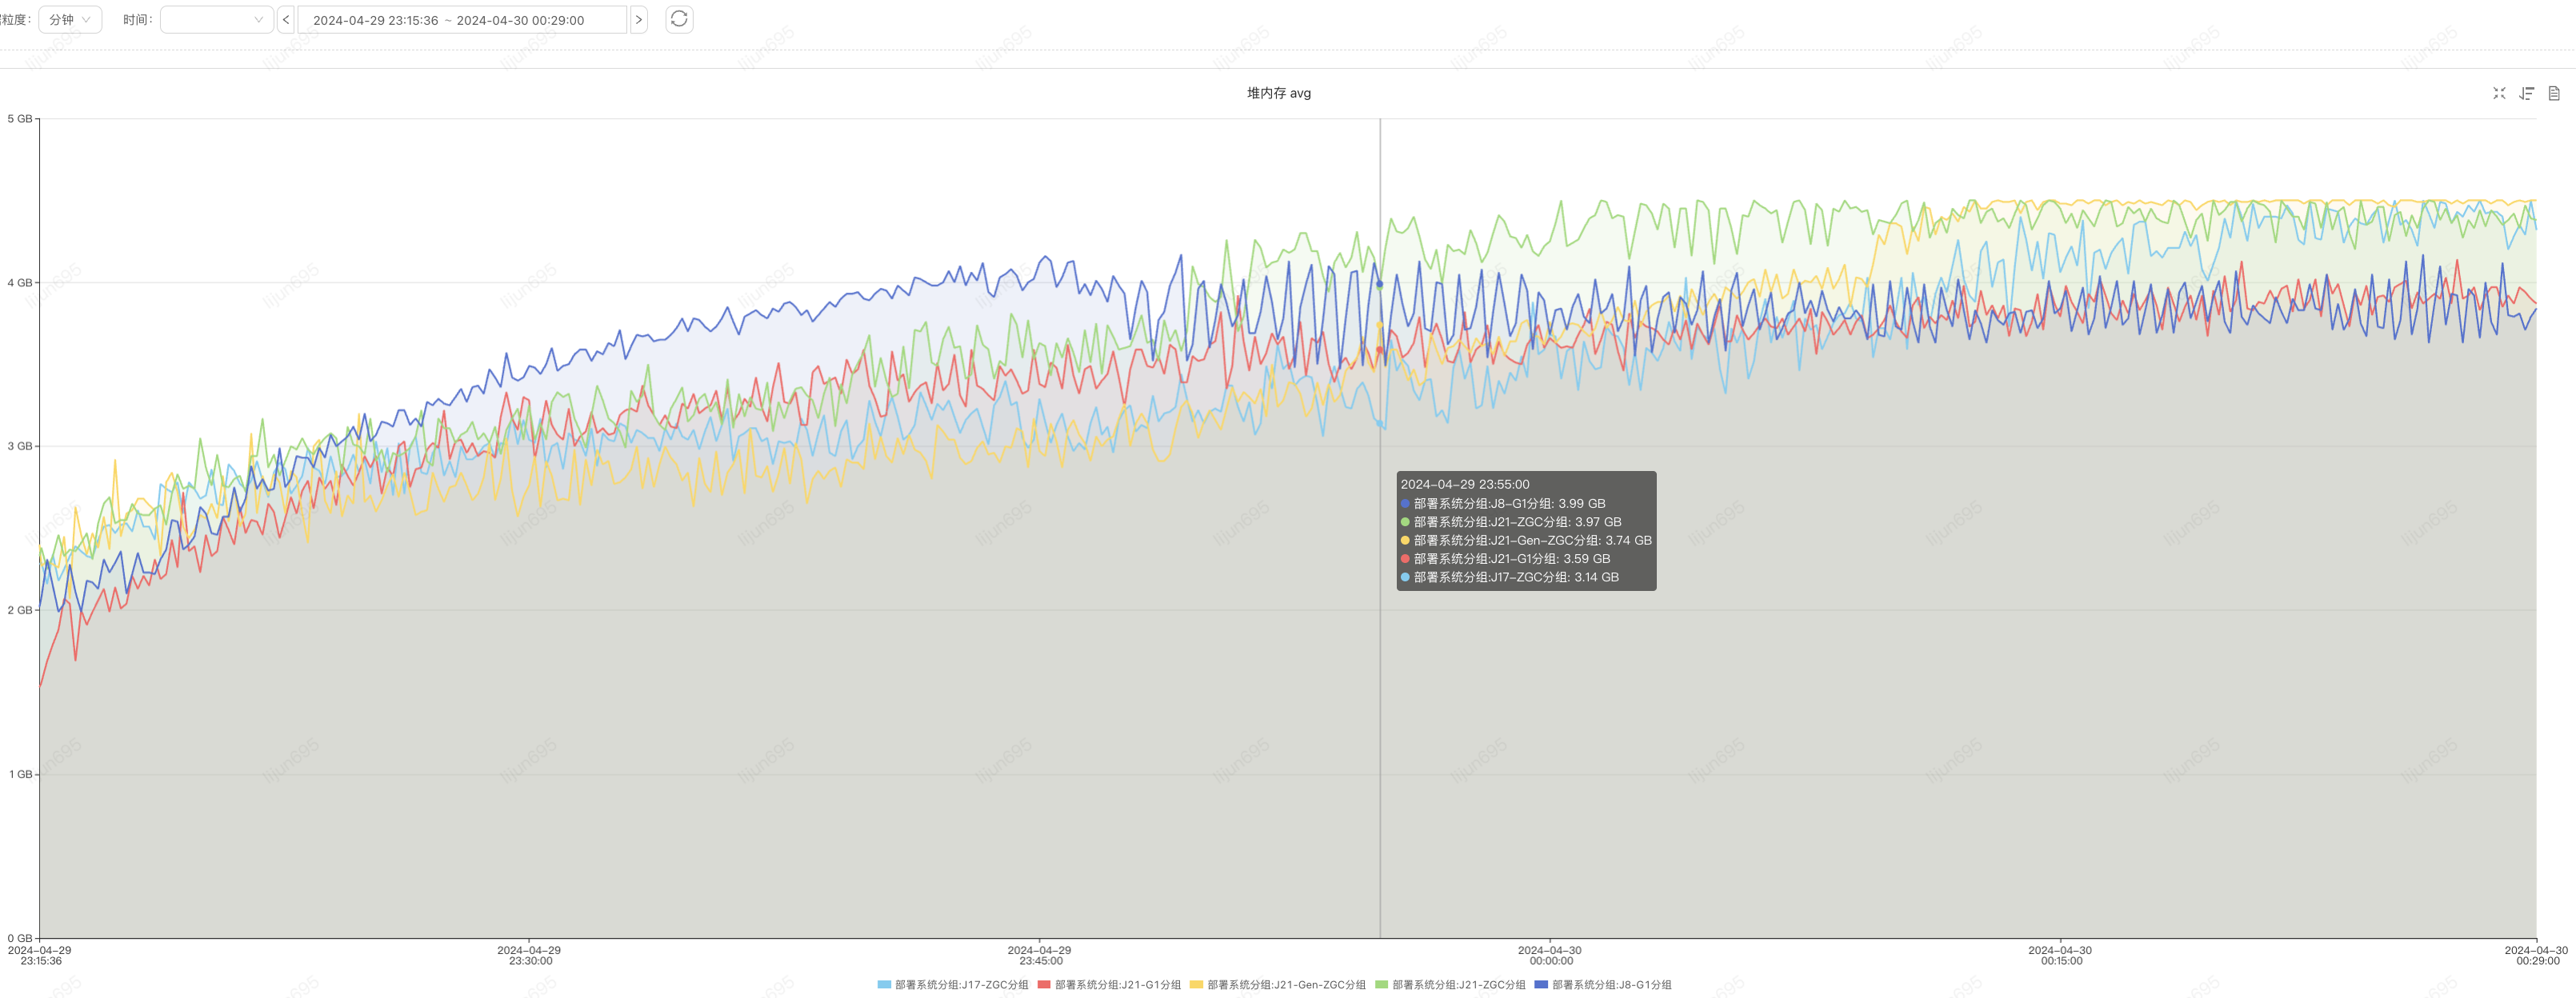 粒度: 分钟 时间: < 2024-04-29 23:15:36 ~ 2024-04-30 00:29:00 >
堆内存 avg
5 GB
4 GB
3 GB
2 GB
1 GB
0 GB
2024-04-29 23:55:00
部署系统分组:J8-G1分组: 3.99 GB
部署系统分组:J21-ZGC分组: 3.97 GB
部署系统分组:J21-Gen-ZGC分组: 3.74 GB
部署系统分组:J21-G1分组: 3.59 GB
部署系统分组:J17-ZGC分组: 3.14 GB
2024-04-29 2024-04-29 2024-04-29 2024-04-30 2024-04-30 2024-04-30
23:15:36 23:30:00 23:45:00 00:00:00 00:15:00 00:29:00
部署系统分组:J17-ZGC分组 部署系统分组:J21-G1分组 部署系统分组:J21-Gen-ZGC分组 部署系统分组:J21-ZGC分组 部署系统分组:J8-G1分组